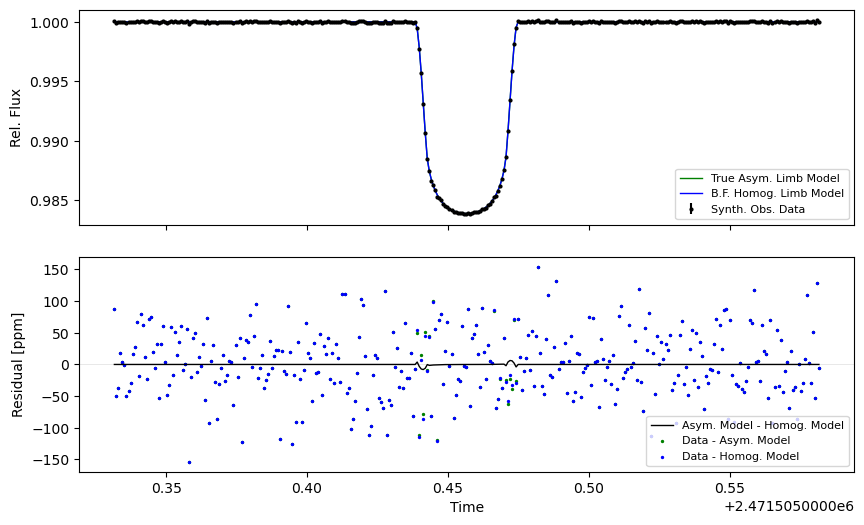 1.000
0.995
0.990
0.985
Rel. Flux
True Asym. Limb Model
B.F. Homog. Limb Model
Synth. Obs. Data
150
100
50
0
−50
−100
−150
Residual [ppm]
Asym. Model - Homog. Model
Data - Asym. Model
Data - Homog. Model
0.35
0.40
0.45
0.50
0.55
Time
+2.4715050000e6